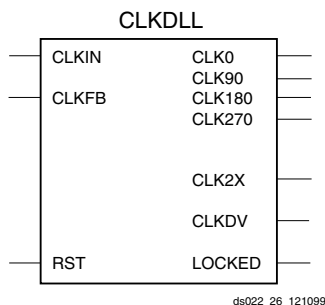 CLKDLL
CLKIN CLK0
CLK90
CLKFB CLK180
CLK270
CLK2X
CLKDV
RST LOCKED
ds022_26_121099